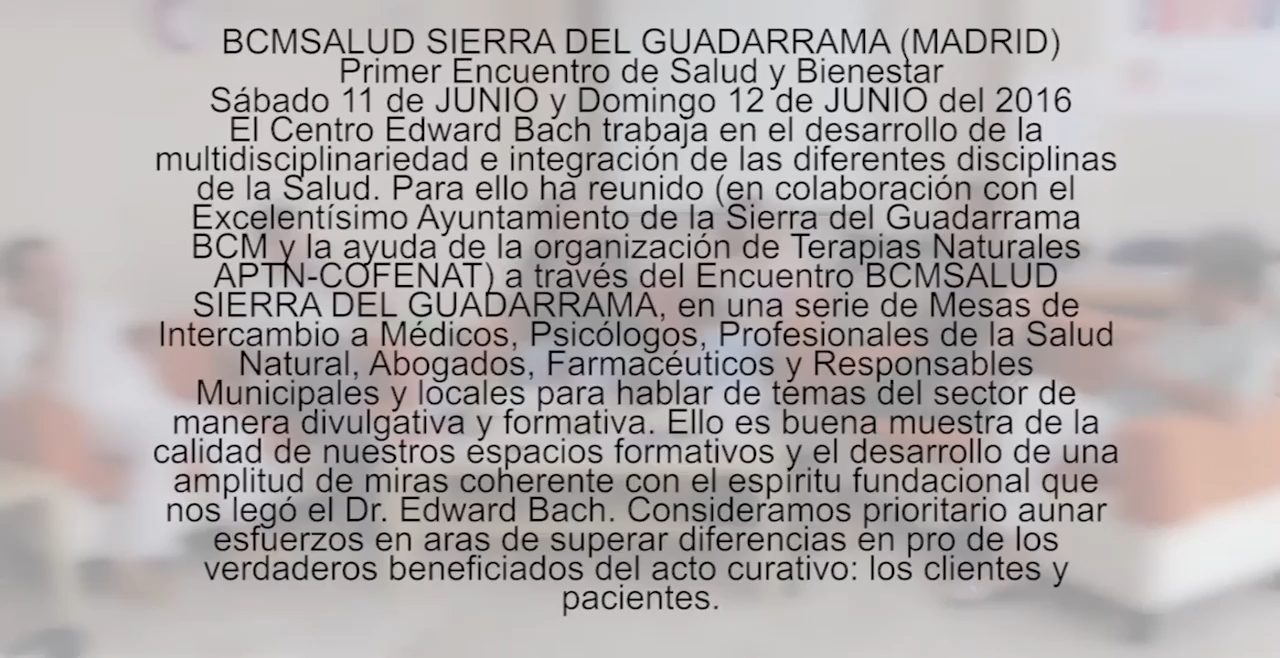 BCMSALUD SIERRA DEL GUADARRAMA (MADRID)
Primer Encuentro de Salud y Bienestar
Sábado 11 de JUNIO y Domingo 12 de JUNIO del 2016
El Centro Edward Bach trabaja en el desarrollo de la
multidisciplinariedad e integración de las diferentes disciplinas
de la Salud. Para ello ha reunido (en colaboración con el
Excelentísimo Ayuntamiento de la Sierra del Guadarrama
BCM y la ayuda de la organización de Terapias Naturales
APTN-COFENAT) a través del Encuentro BCMSALUD
SIERRA DEL GUADARRAMA, en una serie de Mesas de
Intercambio a Médicos, Psicólogos, Profesionales de la Salud
Natural, Abogados, Farmacéuticos y Responsables
Municipales y locales para hablar de temas del sector de
manera divulgativa y formativa. Ello es buena muestra de la
calidad de nuestros espacios formativos y el desarrollo de una
amplitud de miras coherente con el espíritu fundacional que
nos legó el Dr. Edward Bach. Consideramos prioritario aunar
esfuerzos en aras de superar diferencias en pro de los
verdaderos beneficiados del acto curativo: los clientes y
pacientes.